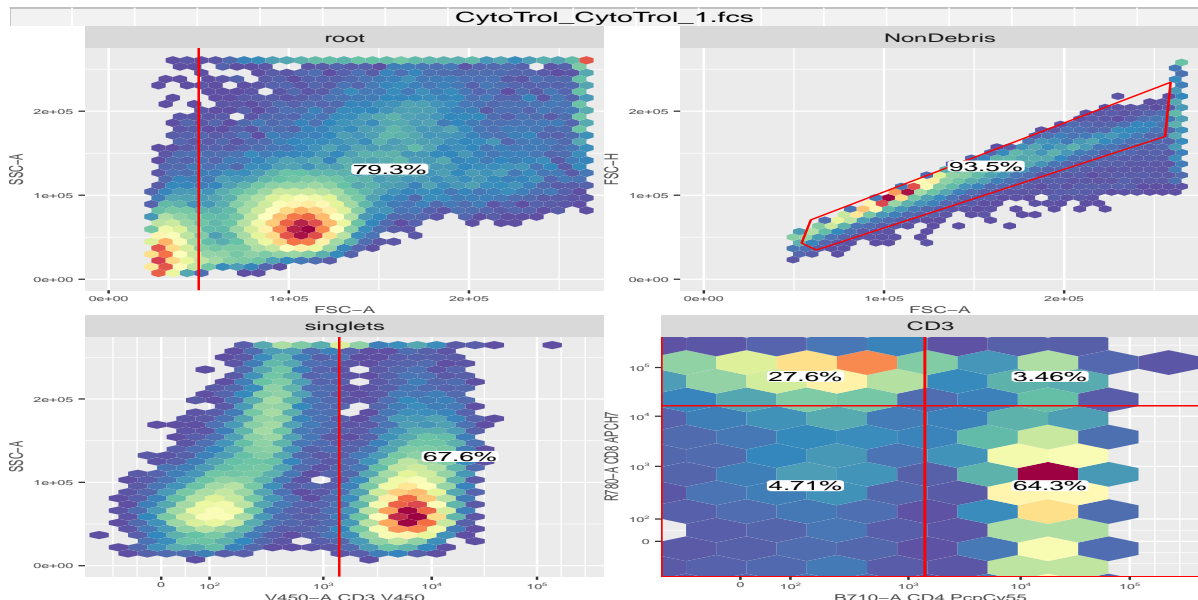 CytoTrol_CytoTrol_1.fcs
root
NonDebris
SSC-A
2e+05
1e+05
0e+00
79.3%
0e+00
1e+05
2e+05
FSC-A
FSC-H
2e+05
1e+05
0e+00
93.5%
0e+00
1e+05
2e+05
FSC-A
singlets
CD3
SSC-A
2e+05
1e+05
0e+00
67.6%
0
10²
10³
10⁴
10⁵
V450-A CD3 V450
R780-A CD8 APCH7
10⁵
10⁴
10³
10²
0
27.6%
3.46%
4.71%
64.3%
0
10²
10³
10⁴
10⁵
B710-A CD4 PcpCy55